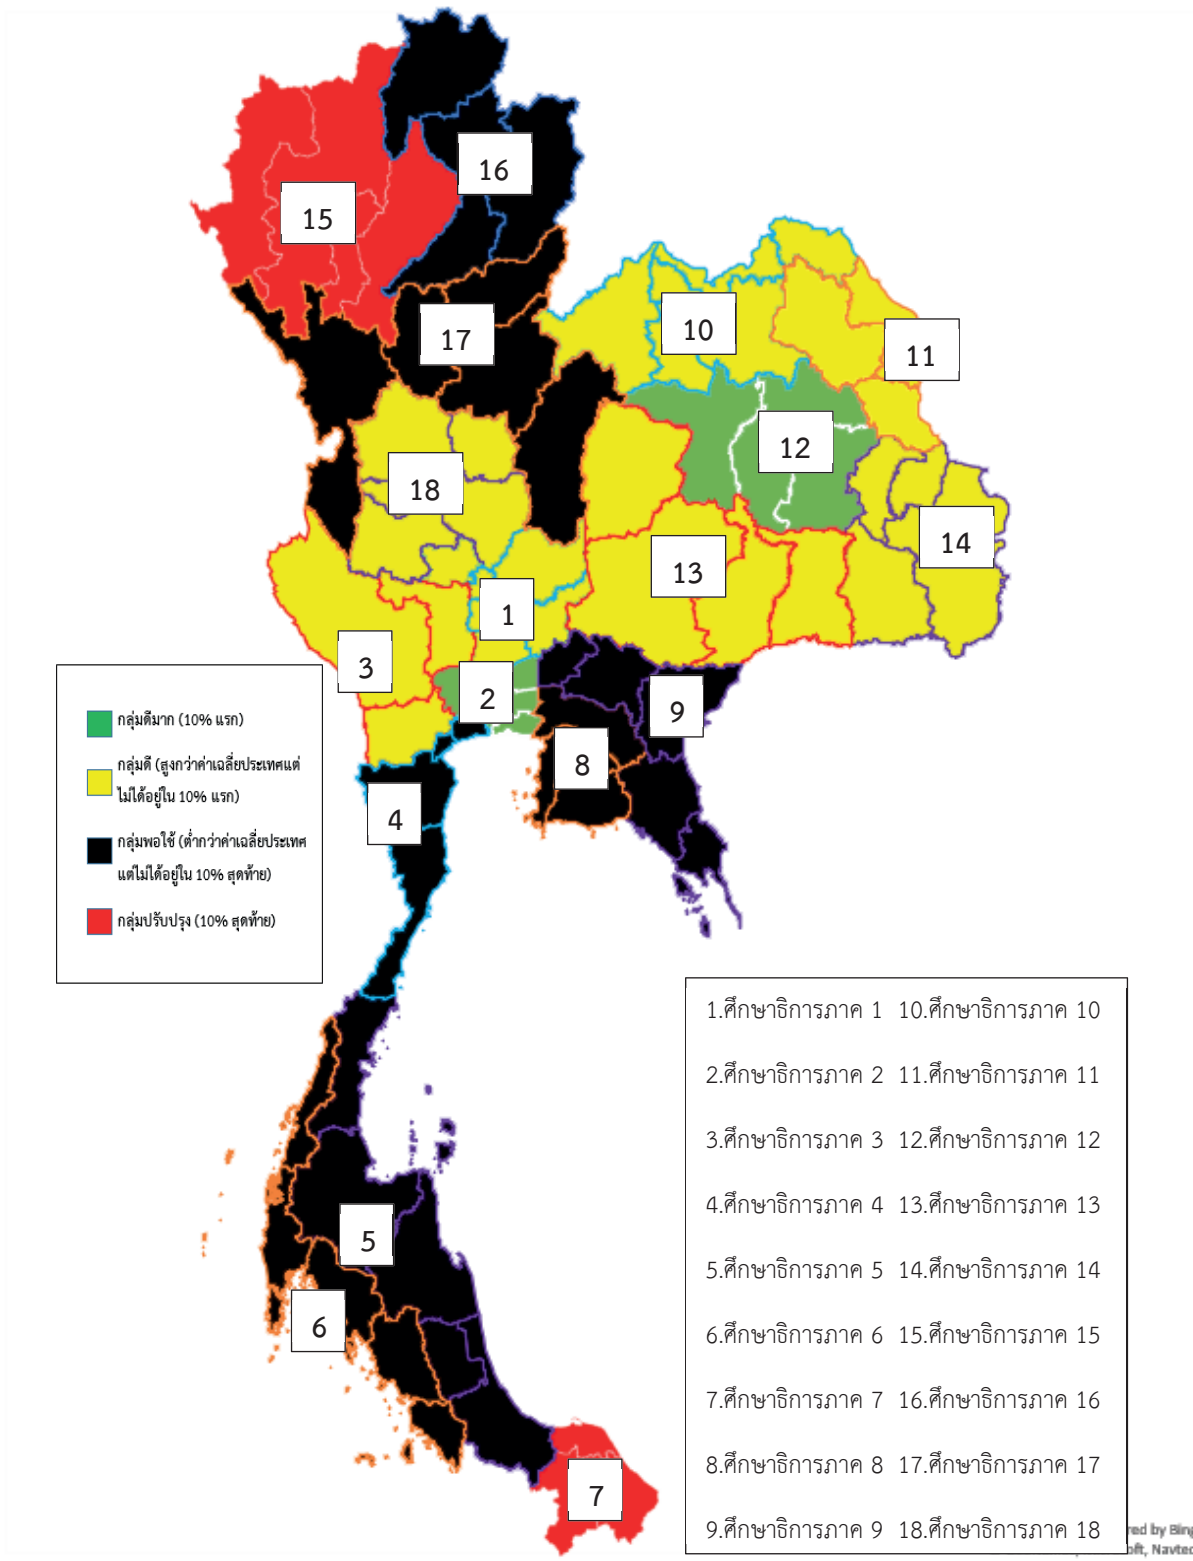 16
15
10
17
11
12
18
14
13
1
3
2
9
8
4
5
6
7
กลุ่มดีมาก (10% แรก)
กลุ่มดี (สูงกว่าค่าเฉลี่ยประเทศแต่
ไม่ได้อยู่ใน 10% แรก)
กลุ่มพอใช้ (ต่ำกว่าค่าเฉลี่ยประเทศ
แต่ไม่ได้อยู่ใน 10% สุดท้าย)
กลุ่มปรับปรุง (10% สุดท้าย)
1.ศึกษาธิการภาค 1 10.ศึกษาธิการภาค 10
2.ศึกษาธิการภาค 2 11.ศึกษาธิการภาค 11
3.ศึกษาธิการภาค 3 12.ศึกษาธิการภาค 12
4.ศึกษาธิการภาค 4 13.ศึกษาธิการภาค 13
5.ศึกษาธิการภาค 5 14.ศึกษาธิการภาค 14
6.ศึกษาธิการภาค 6 15.ศึกษาธิการภาค 15
7.ศึกษาธิการภาค 7 16.ศึกษาธิการภาค 16
8.ศึกษาธิการภาค 8 17.ศึกษาธิการภาค 17
9.ศึกษาธิการภาค 9 18.ศึกษาธิการภาค 18
red by Bing
oft, Navtec